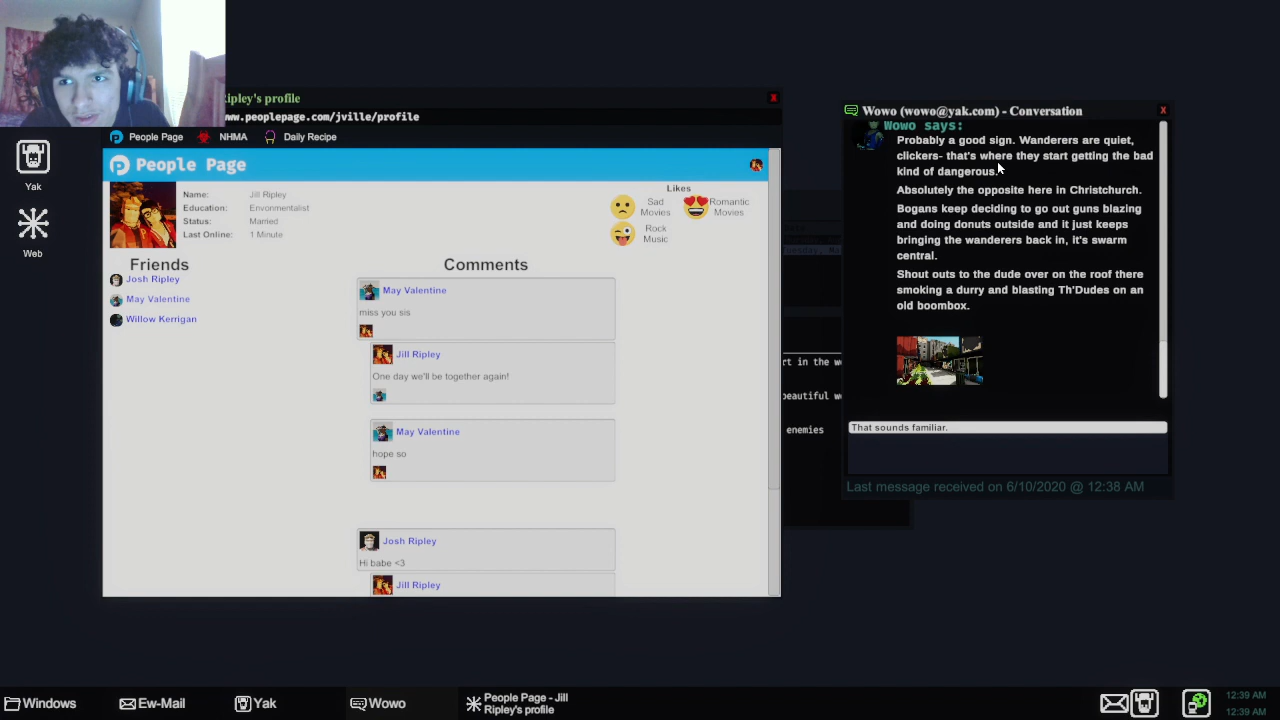 Ripley's profile
www.peoplepage.com/jville/profile
People Page NHMA Daily Recipe
People Page
Name: Jill Ripley
Education: Envonmentalist
Status: Married
Last Online: 1 Minute
Likes
Sad Movies
Romantic Movies
Rock Music
Friends
Josh Ripley
May Valentine
Willow Kerrigan
Comments
May Valentine
miss you sis
Jill Ripley
One day we'll be together again!
May Valentine
hope so
Josh Ripley
Hi babe <3
Jill Ripley
Yak
Web
rt in the w
beautiful w
enemies
Wowo (wowo@yak.com) - Conversation
Wowo says:
Probably a good sign. Wanderers are quiet,
clickers- that's where they start getting the bad
kind of dangerous.
Absolutely the opposite here in Christchurch.
Bogans keep deciding to go out guns blazing
and doing donuts outside and it just keeps
bringing the wanderers back in, it's swarm
central.
Shout outs to the dude over on the roof there
smoking a durry and blasting Th'Dudes on an
old boombox.
That sounds familiar.
Last message received on 6/10/2020 @ 12:38 AM
Windows
Ew-Mail
Yak
Wowo
People Page - Jill
Ripley's profile
12:39 AM
12:39 AM